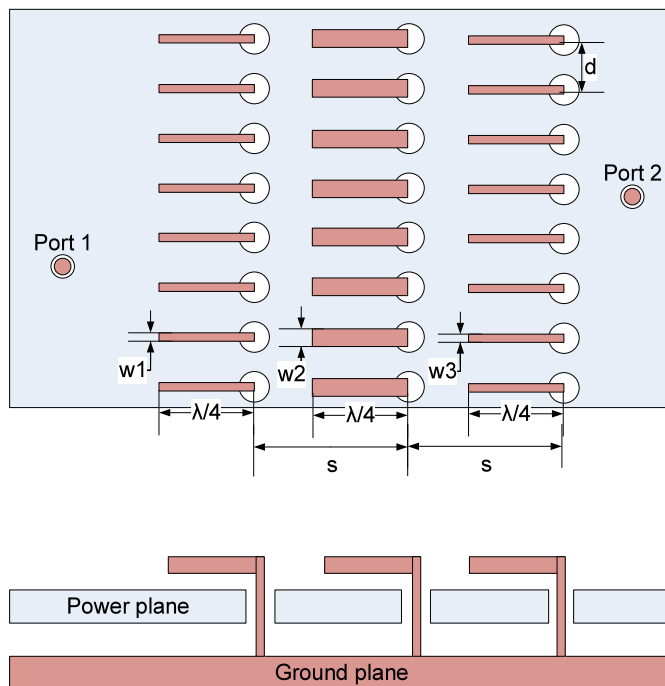 d
Port 2
Port 1
w1
w2
w3
λ/4
λ/4
λ/4
s
s
Power plane
Ground plane